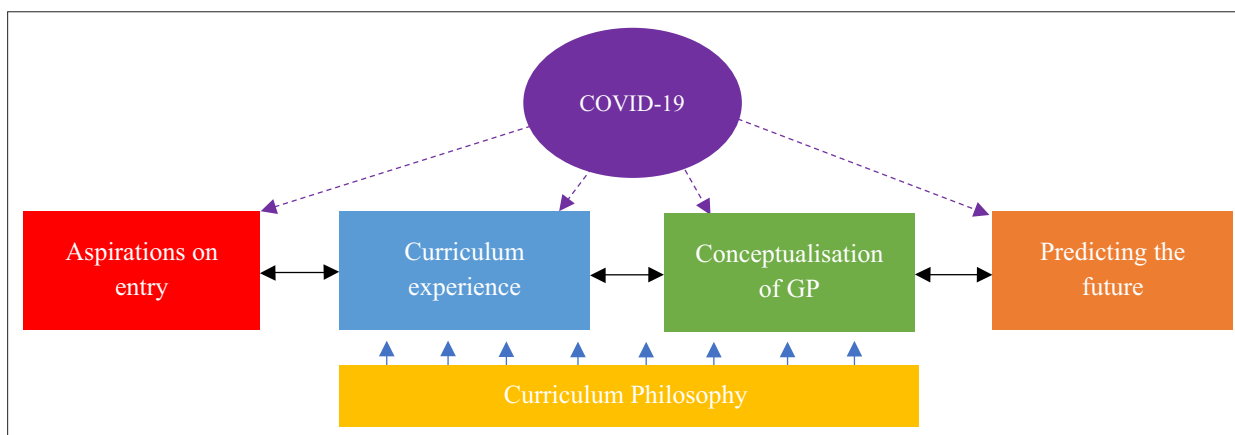 COVID-19
Aspirations on
entry
Curriculum
experience
Conceptualisation
of GP
Predicting the
future
Curriculum Philosophy